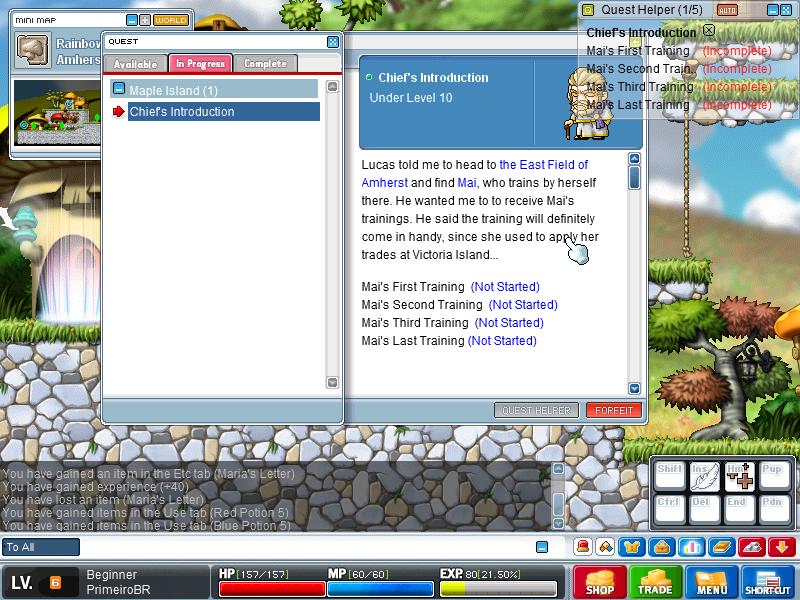 MINI MAP
WORLD
Rainbow
Amhers
QUEST
Available
In Progress
Complete
Maple Island (1)
Chief's Introduction
Chief's Introduction
Under Level 10
Lucas told me to head to the East Field of
Amherst and find Mai, who trains by herself
there. He wanted me to to receive Mai's
trainings. He said the training will definitely
come in handy, since she used to apply her
trades at Victoria Island...
Mai's First Training (Not Started)
Mai's Second Training (Not Started)
Mai's Third Training (Not Started)
Mai's Last Training (Not Started)
QUEST HELPER
FORFEIT
Quest Helper (1/5)
AUTO
Chief's Introduction
Mai's First Training (Incomplete)
Mai's Second Train.. (Incomplete)
Mai's Third Training (Incomplete)
Mai's Last Training (Incomplete)
You have gained an item in the Etc tab (Maria's Letter)
You have gained experience (+40)
You have lost an item (Maria's Letter)
You have gained items in the Use tab (Red Potion 5)
You have gained items in the Use tab (Blue Potion 5)
Shift Ins Hm Pup
Ctrl Del End Pdn
To All
LV. 6
Beginner
PrimeiroBR
HP[157/157]
MP[60/60]
EXP 80[21.50%]
SHOP
TRADE
MENU
SHORTCUT